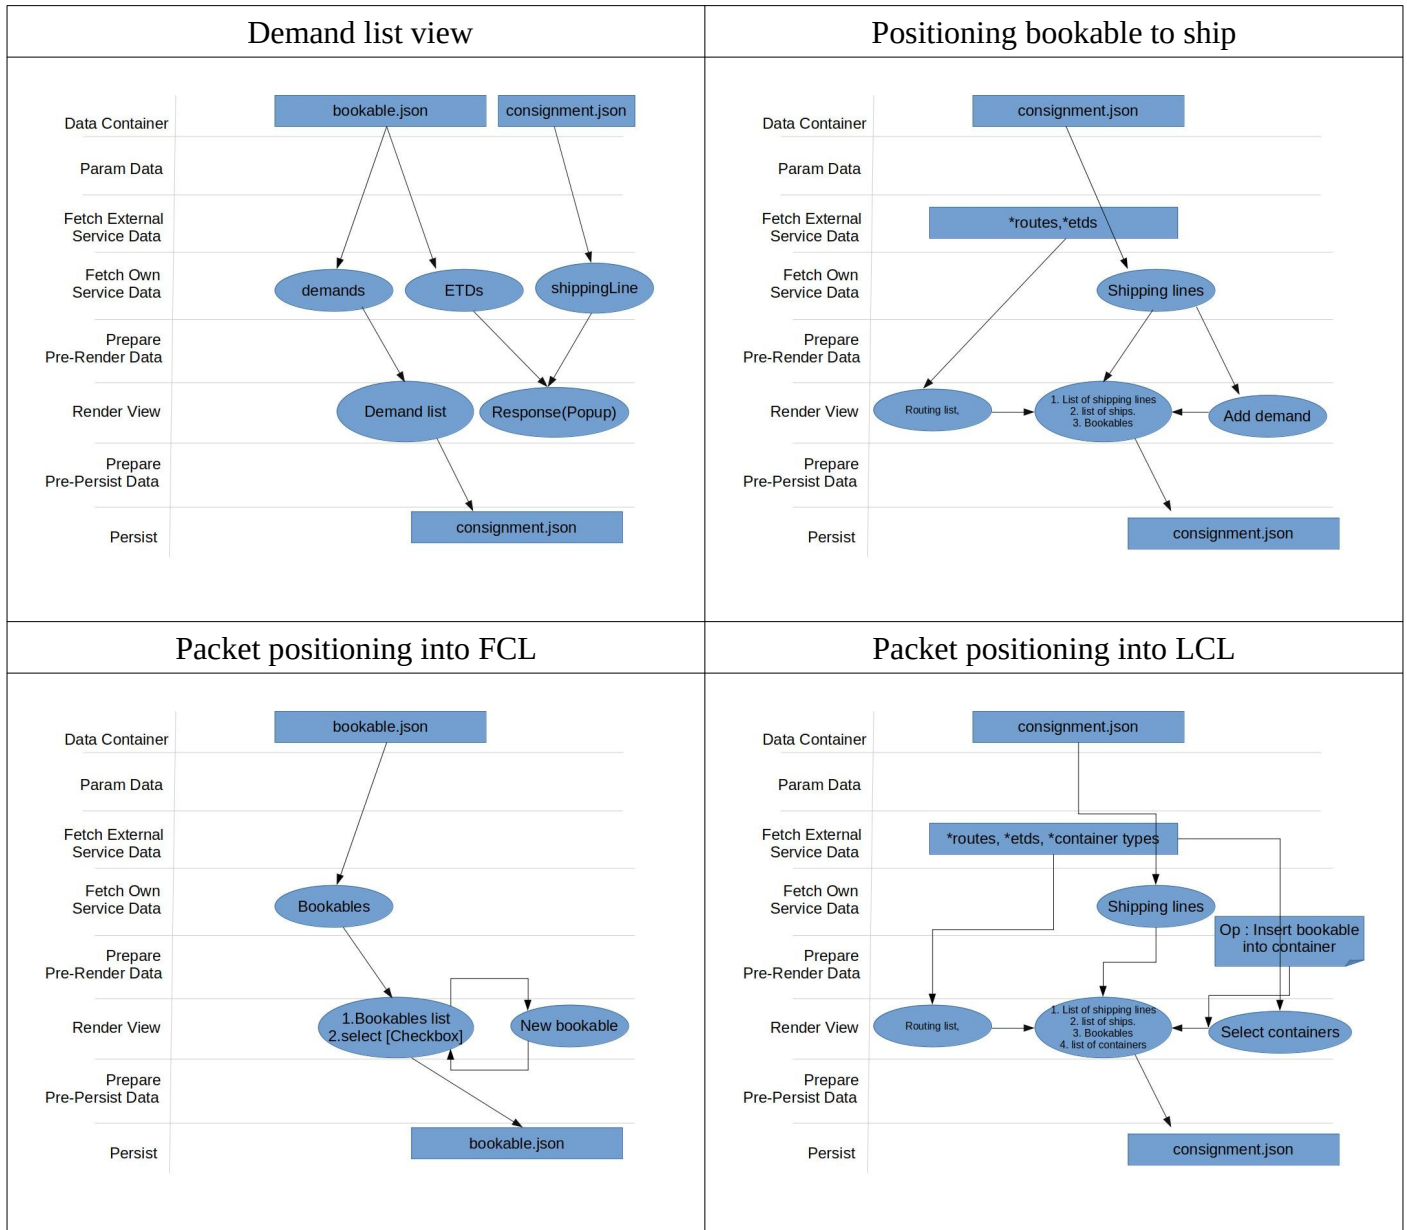 Demand list view
Data Container
Param Data
Fetch External
Service Data
Fetch Own
Service Data
Prepare
Pre-Render Data
Render View
Prepare
Pre-Persist Data
Persist
bookable.json
consignment.json
demands
ETDs
shippingLine
Demand list
Response(Popup)
consignment.json
Positioning bookable to ship
Data Container
Param Data
Fetch External
Service Data
Fetch Own
Service Data
Prepare
Pre-Render Data
Render View
Prepare
Pre-Persist Data
Persist
consignment.json
*routes,*etds
Shipping lines
Routing list,
1. List of shipping lines
2. list of ships.
3. Bookables
Add demand
consignment.json
Packet positioning into FCL
Data Container
Param Data
Fetch External
Service Data
Fetch Own
Service Data
Prepare
Pre-Render Data
Render View
Prepare
Pre-Persist Data
Persist
bookable.json
Bookables
1.Bookables list
2.select [Checkbox]
New bookable
bookable.json
Packet positioning into LCL
Data Container
Param Data
Fetch External
Service Data
Fetch Own
Service Data
Prepare
Pre-Render Data
Render View
Prepare
Pre-Persist Data
Persist
consignment.json
*routes, *etds, *container types
Shipping lines
Op : Insert bookable
into container
Routing list,
1. List of shipping lines
2. list of ships.
3. Bookables
4. list of containers
Select containers
consignment.json